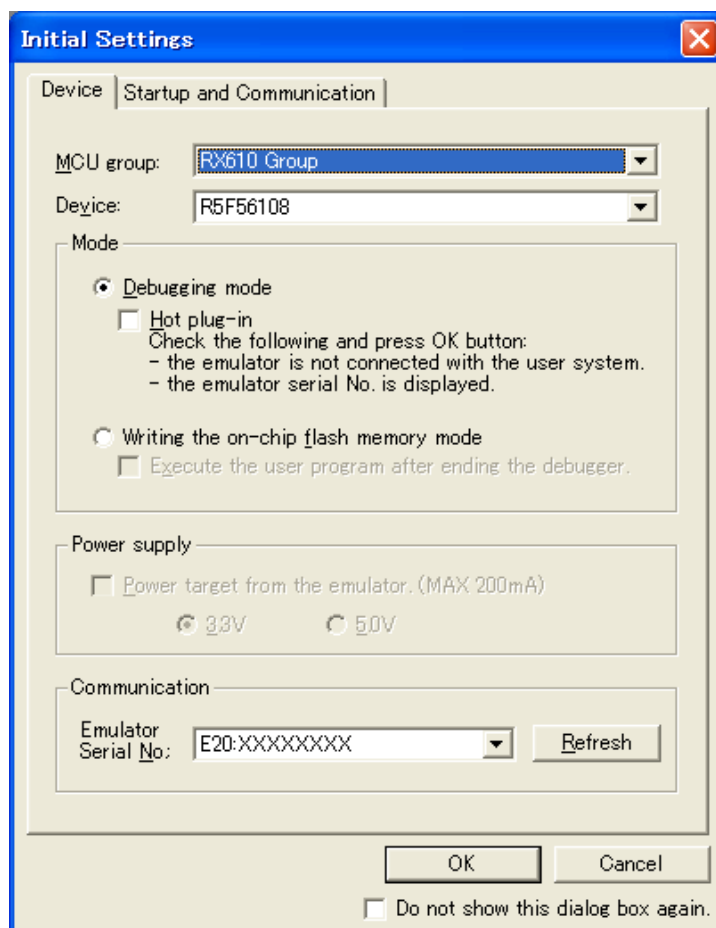 Initial Settings
Device
Startup and Communication
MCU group:
RX610 Group
Device:
R5F56108
Mode
Debugging mode
Hot plug-in
Check the following and press OK button:
- the emulator is not connected with the user system.
- the emulator serial No. is displayed.
Writing the on-chip flash memory mode
Execute the user program after ending the debugger.
Power supply
Power target from the emulator. (MAX 200mA)
3.3V
5.0V
Communication
Emulator
Serial No.:
E20:XXXXXXXX
Refresh
OK
Cancel
Do not show this dialog box again.